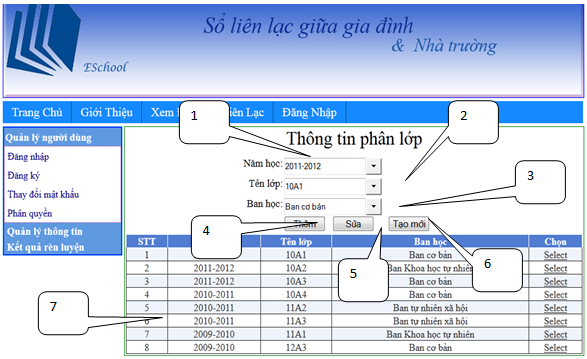 Sổ liên lạc giữa gia đình
& Nhà trường
ESchool
Trang Chủ Giới Thiệu Xem Liên Lạc Đăng Nhập
1
2
3
4
5
6
7
Quản lý người dùng
Đăng nhập
Đăng ký
Thay đổi mật khẩu
Phân quyền
Quản lý thông tin
Kết quả rèn luyện
Thông tin phân lớp
Năm học: 2011-2012
Tên lớp: 10A1
Ban học: Ban cơ bản
Thêm Sửa Tạo mới
STT Tên lớp Ban học Chọn
1 10A1 Ban cơ bản Select
2 2011-2012 10A2 Ban Khoa học tự nhiên Select
3 2011-2012 10A3 Ban cơ bản Select
4 2010-2011 10A4 Ban cơ bản Select
5 2010-2011 11A2 Ban tự nhiên xã hội Select
6 2010-2011 11A3 Ban tự nhiên xã hội Select
7 2009-2010 11A1 Ban Khoa học tự nhiên Select
8 2009-2010 12A3 Ban cơ bản Select